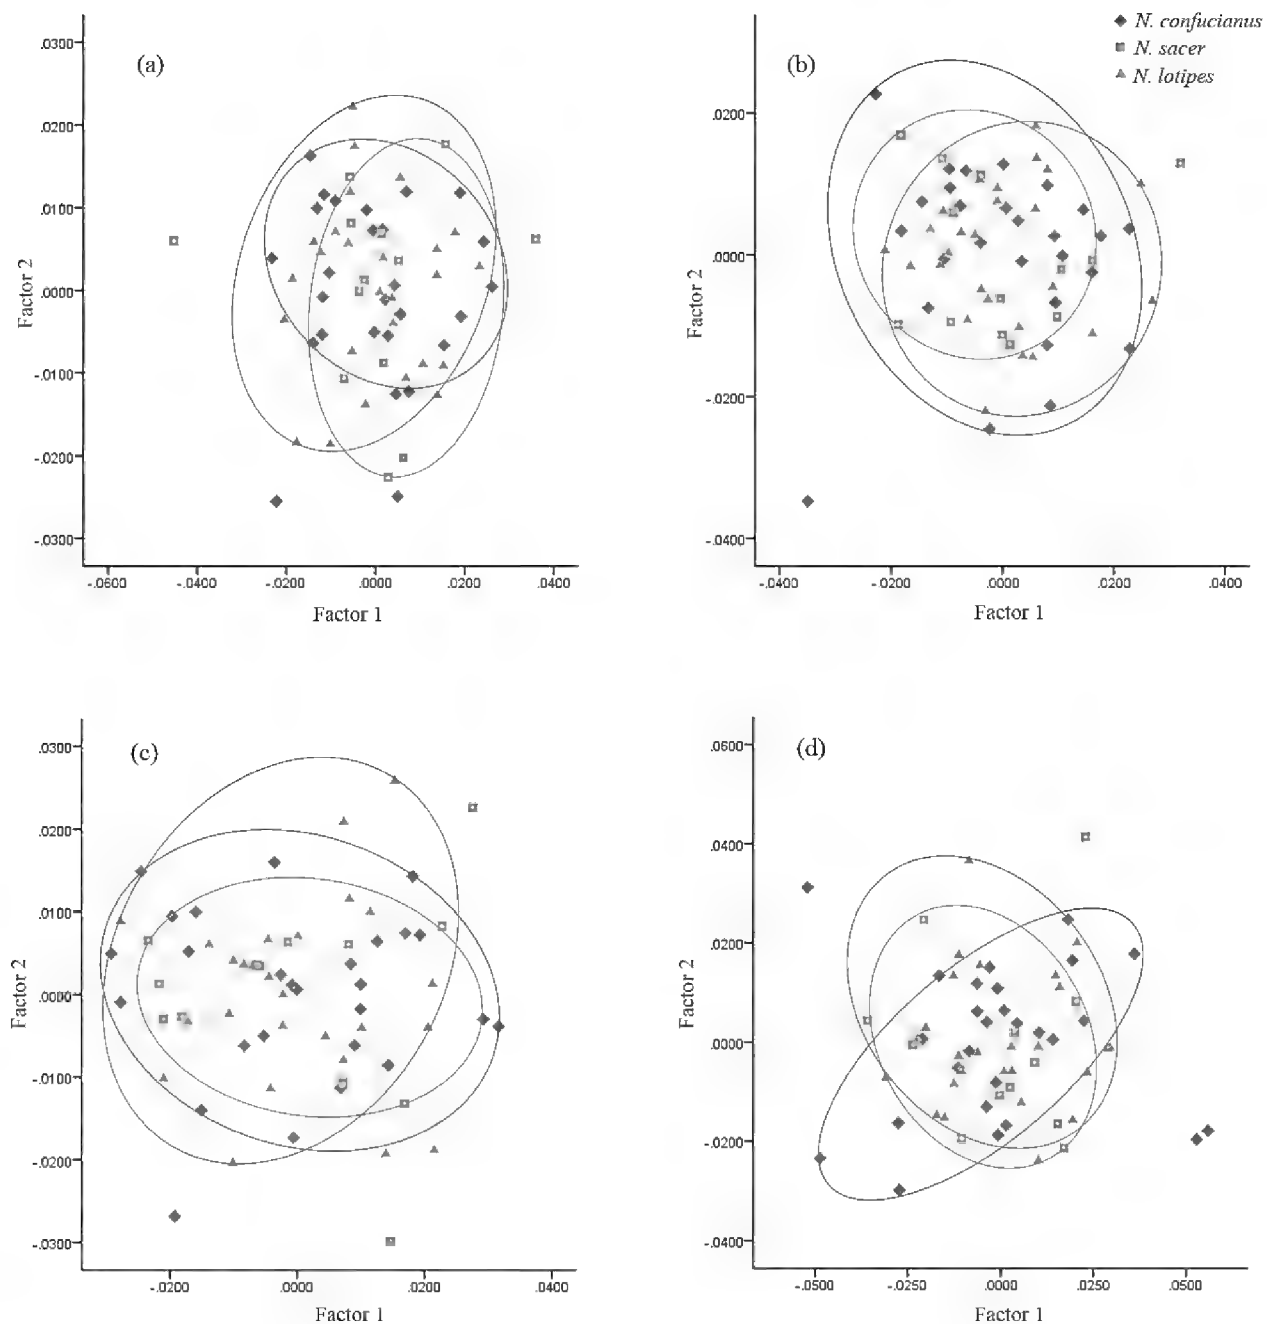 N. confucianus
N. sacer
N. lotipes
(a)
.0300
.0200
.0100
.0000
-.0100
-.0200
-.0300
Factor 2
-.0600 -.0400 -.0200 .0000 .0200 .0400
Factor 1
(b)
.0200
.0000
-.0200
-.0400
Factor 2
-.0400 -.0200 .0000 .0200 .0400
Factor 1
(c)
.0300
.0200
.0100
.0000
-.0100
-.0200
-.0300
Factor 2
-.0200 .0000 .0200 .0400
Factor 1
(d)
.0600
.0400
.0200
.0000
-.0200
-.0400
Factor 2
-.0500 -.0250 .0000 .0250 .0500
Factor 1